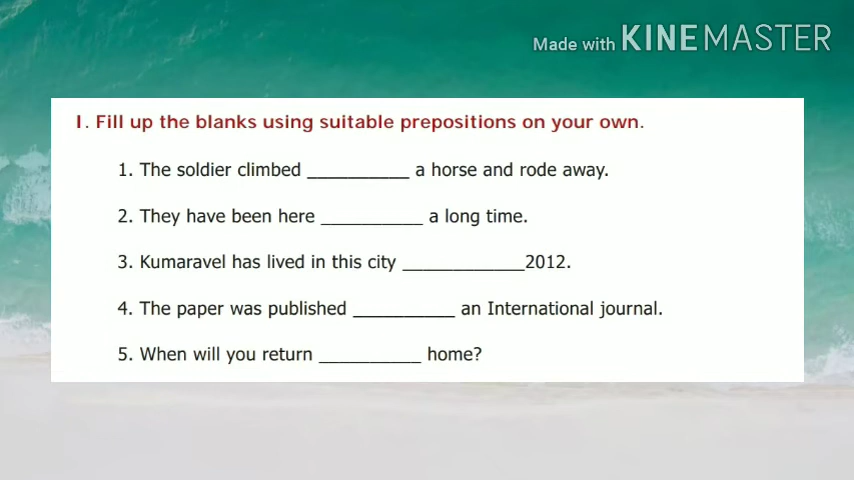 Made with KINEMASTER
I. Fill up the blanks using suitable prepositions on your own.
1. The soldier climbed __________ a horse and rode away.
2. They have been here __________ a long time.
3. Kumaravel has lived in this city ____________2012.
4. The paper was published __________ an International journal.
5. When will you return __________ home?